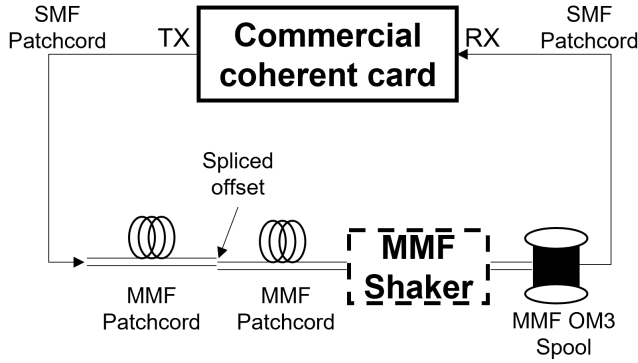 SMF
Patchcord
TX
Commercial
coherent card
RX
SMF
Patchcord
Spliced
offset
MMF
Patchcord
MMF
Patchcord
MMF
Shaker
MMF OM3
Spool